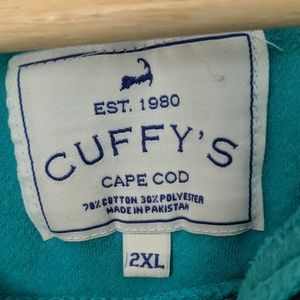 EST. 1980
CUFFY'S
CAPE COD
70% COTTON 30% POLYESTER
MADE IN PAKISTAN
2XL